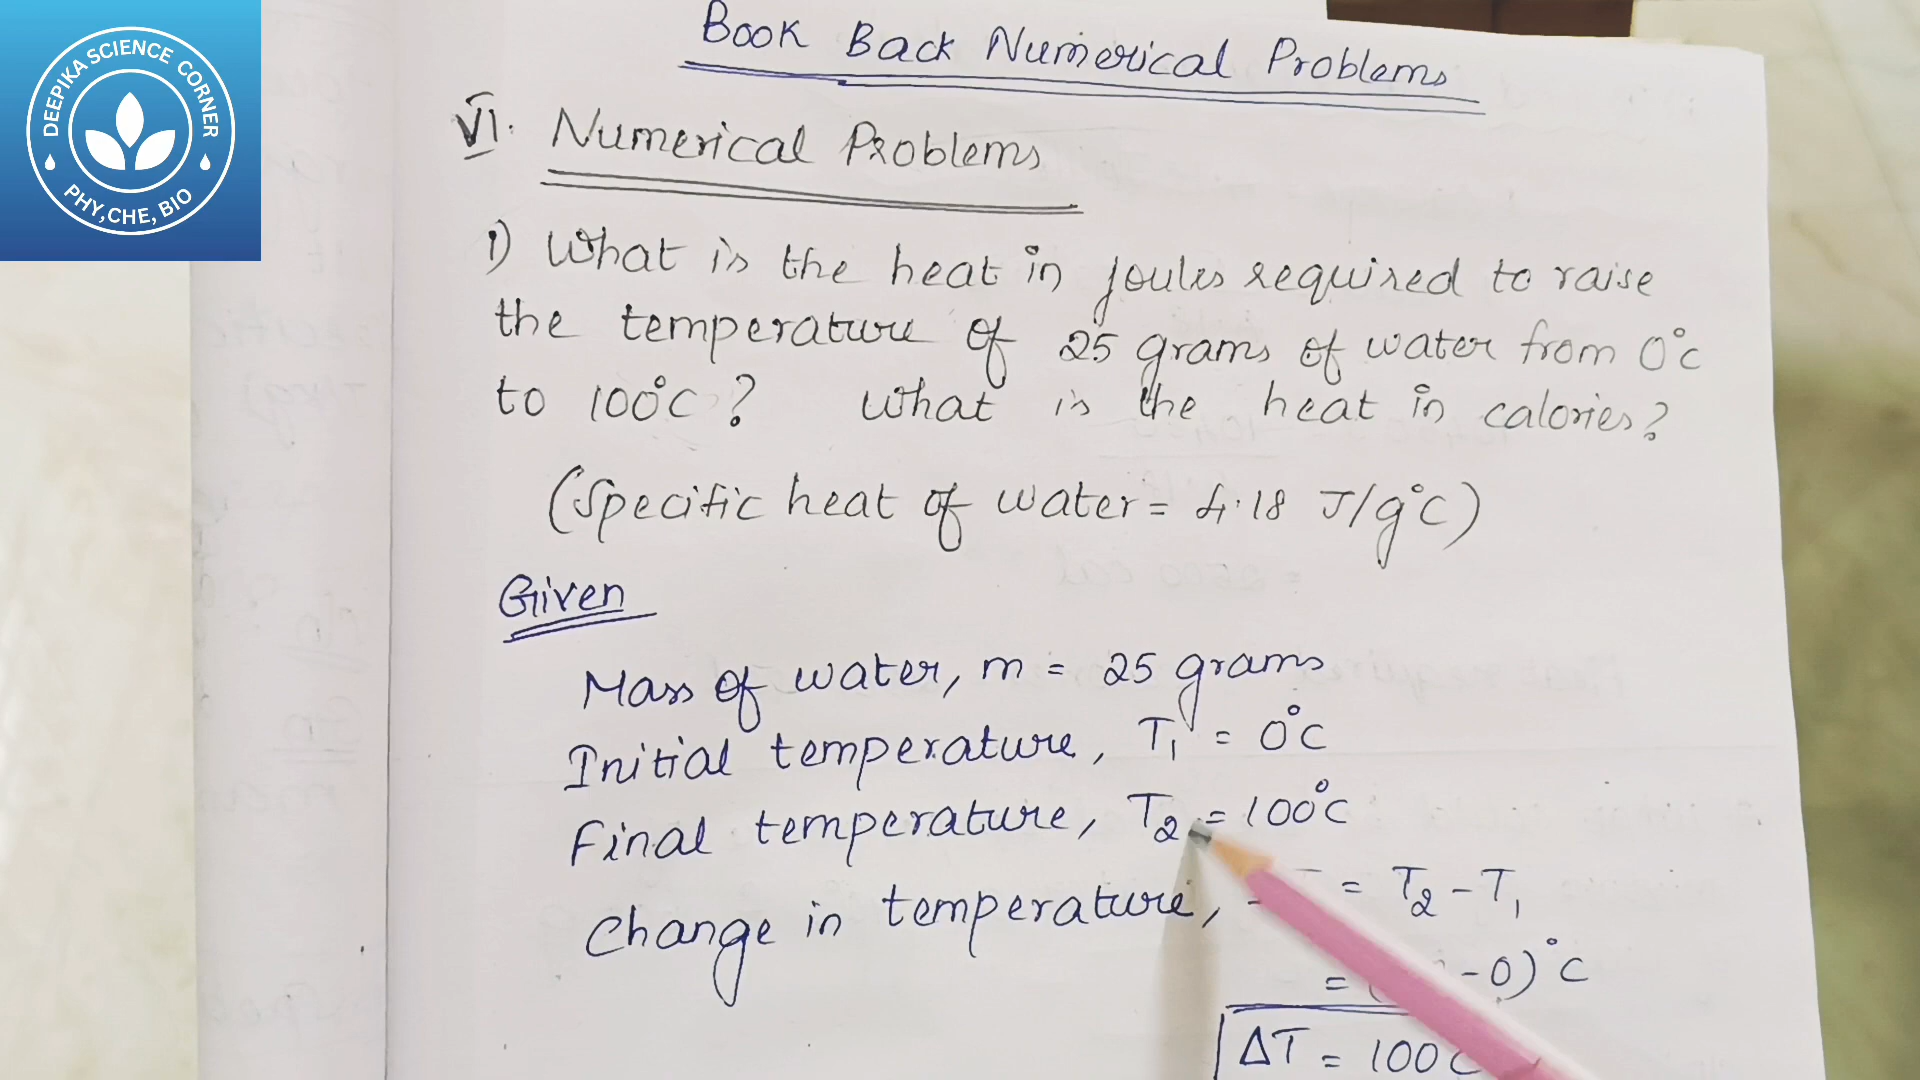 DEEPIKA SCIENCE CORNER
PHY,CHE, BIO
Book Back Numerical Problems
VI. Numerical Problems
1) What is the heat in joules required to raise
the temperature of 25 grams of water from 0°C
to 100°C ? What is the heat in calories?
(Specific heat of water = 4.18 J/g°C)
Given
Mass of water, m = 25 grams
Initial temperature, T₁ = 0°C
Final temperature, T₂ = 100°C
Change in temperature, = T₂ - T₁
= ( - 0)°C
ΔT = 100°C